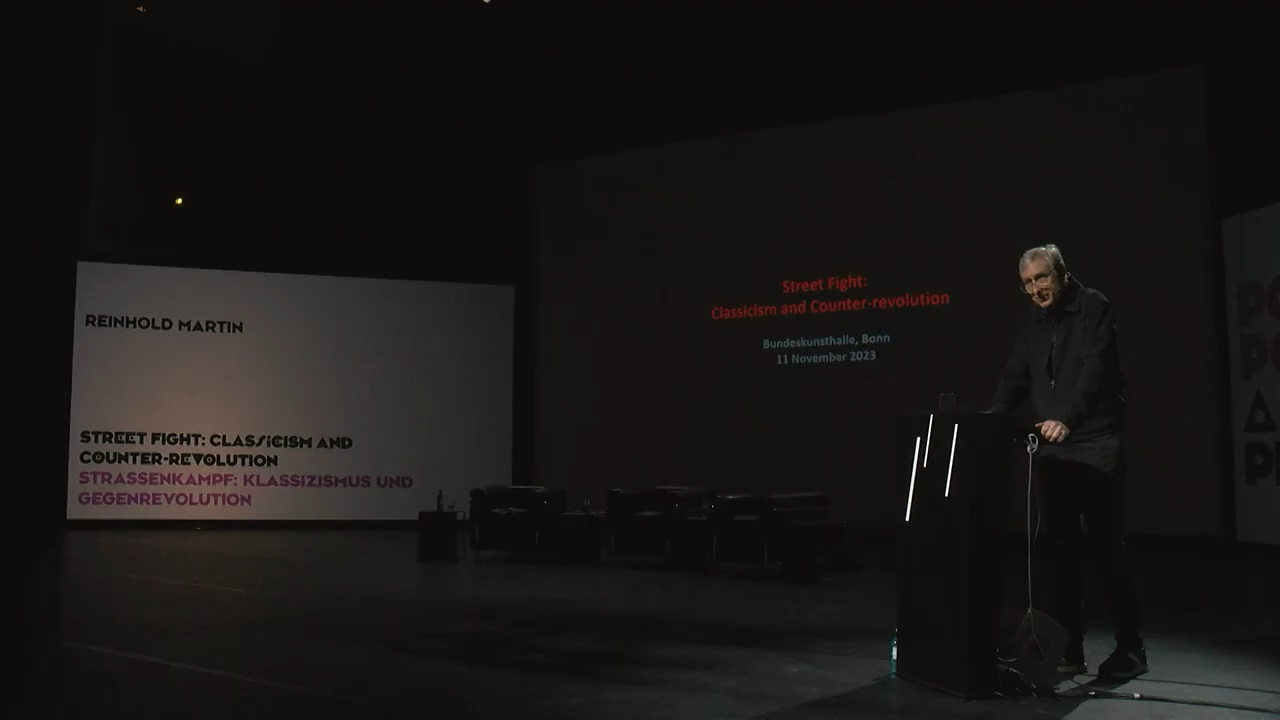 REINHOLD MARTIN
STREET FIGHT: CLASSICISM AND
COUNTER-REVOLUTION
STRASSENKAMPF: KLASSIZISMUS UND
GEGENREVOLUTION
Street Fight:
Classicism and Counter-revolution
Bundeskunsthalle, Bonn
11 November 2023